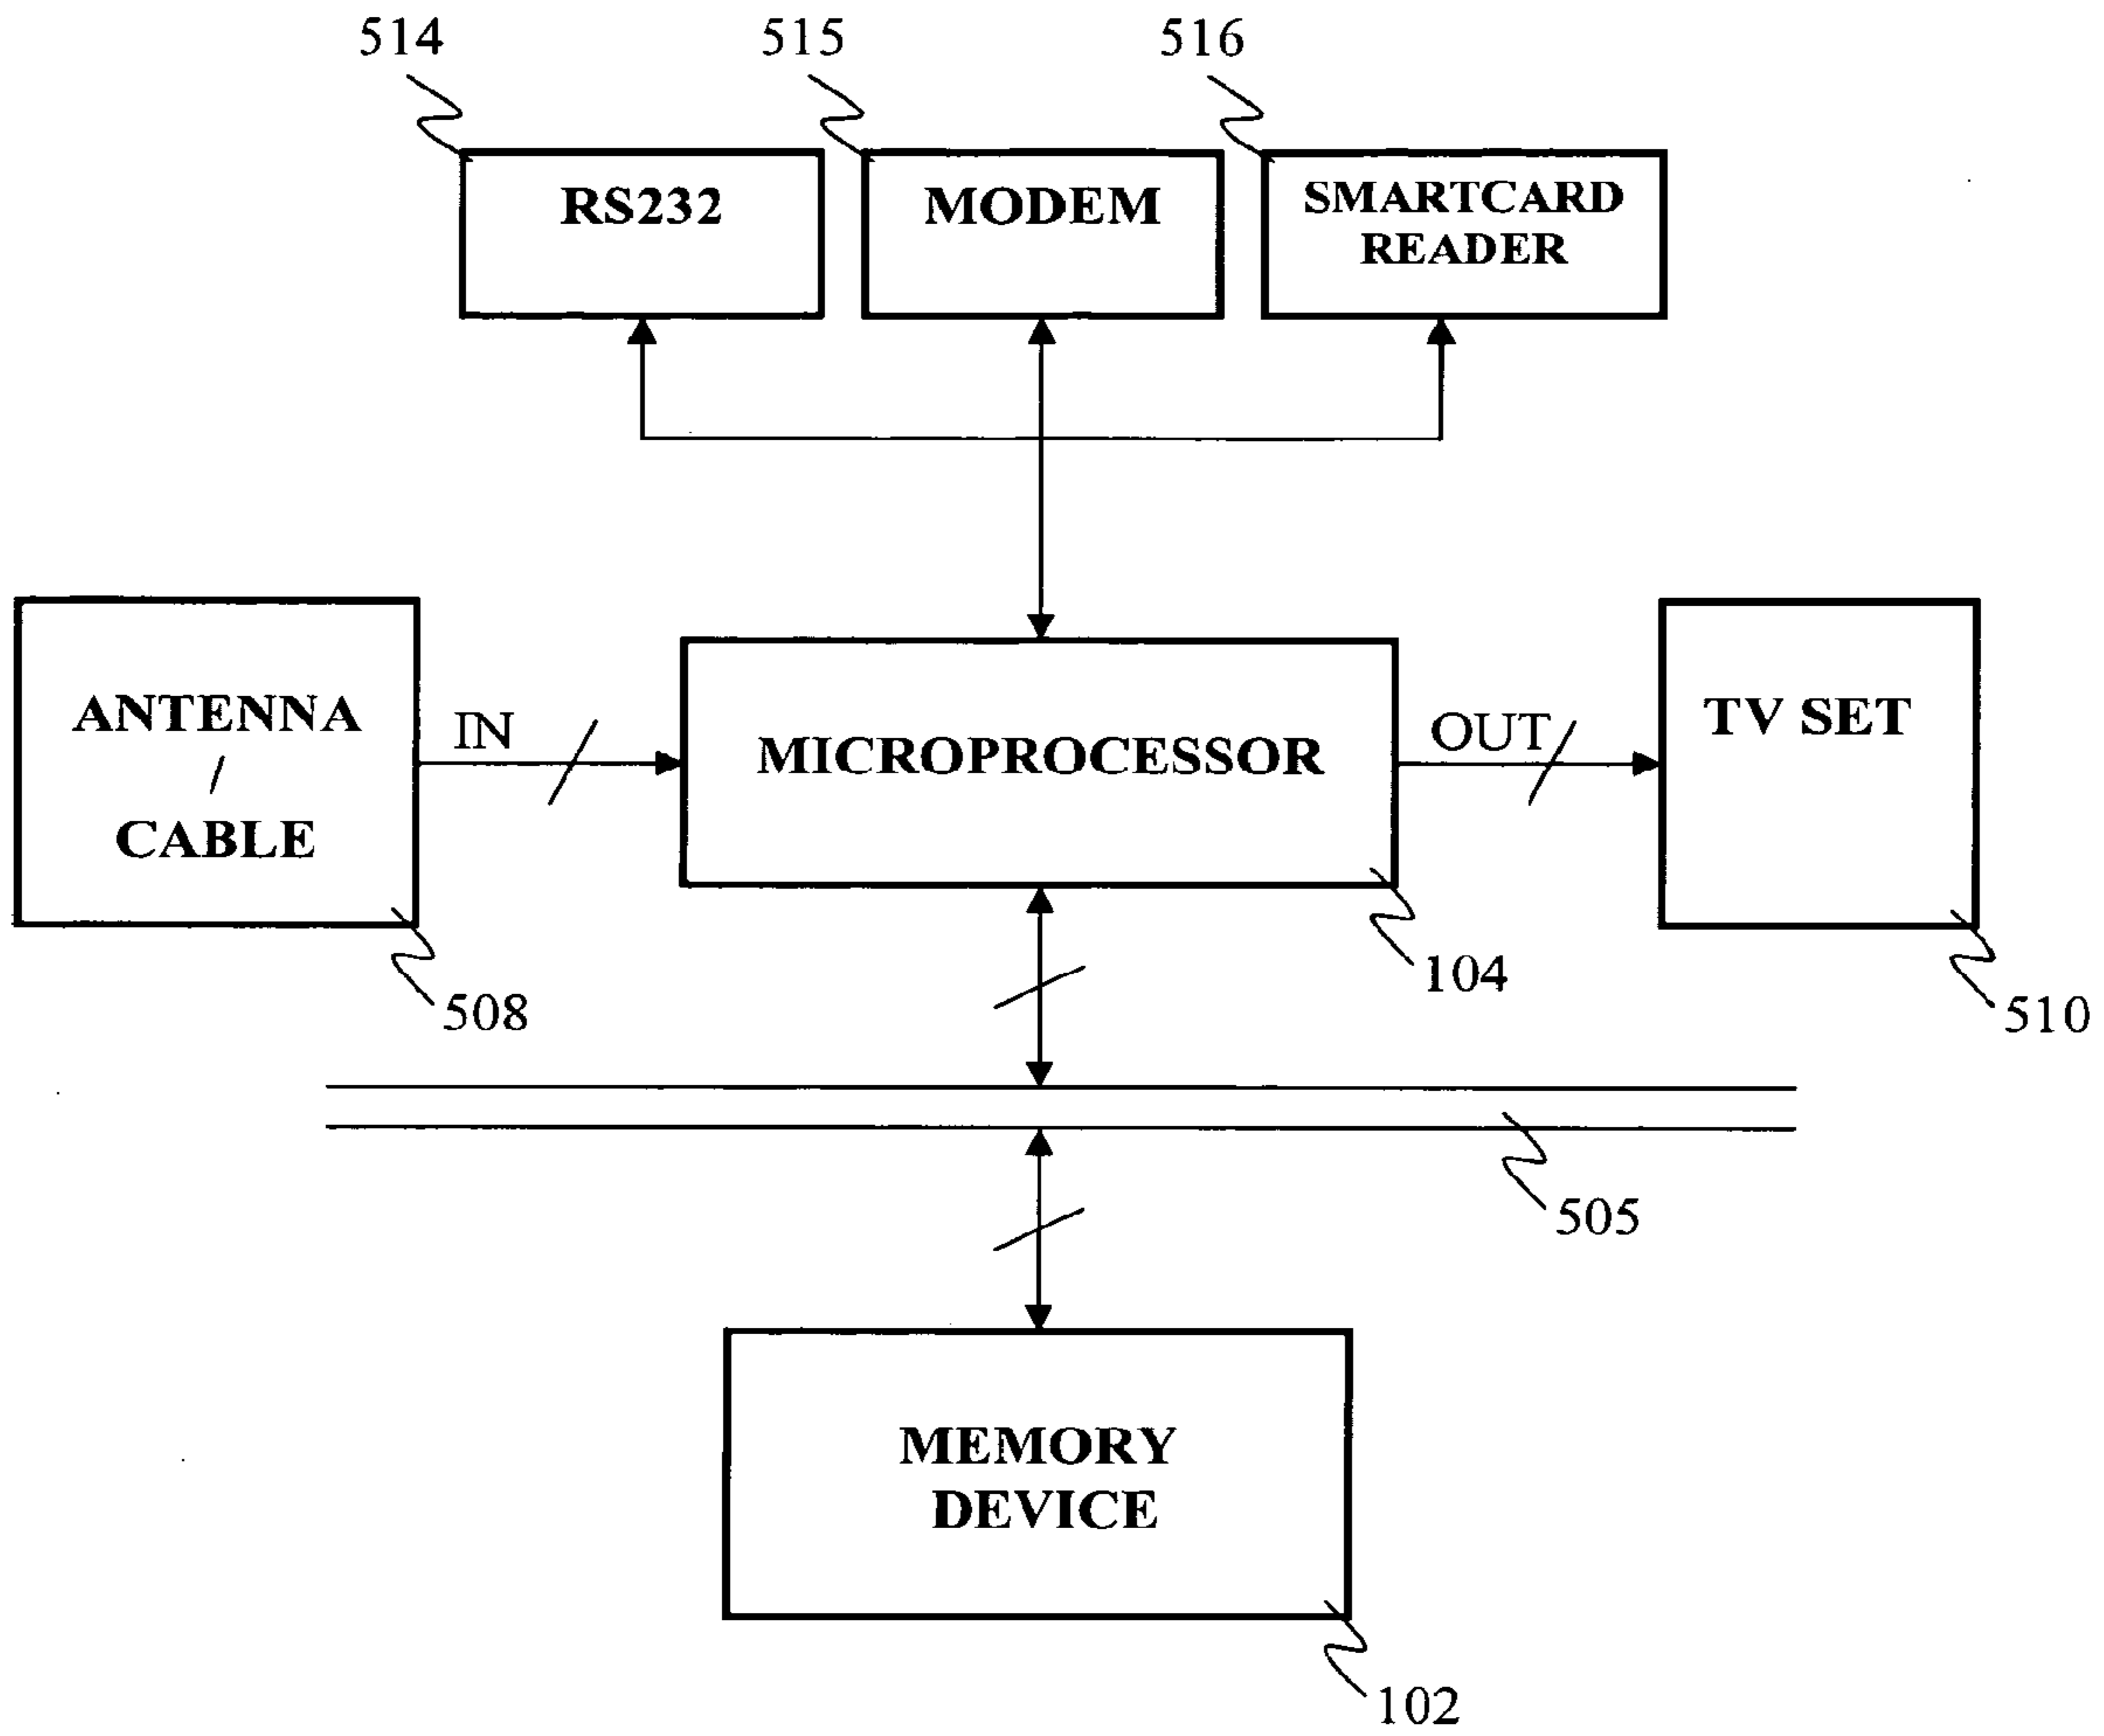 514
515
516
RS232
MODEM
SMARTCARD
READER
ANTENNA
/
CABLE
IN
MICROPROCESSOR
OUT
TV SET
104
508
510
505
MEMORY
DEVICE
102